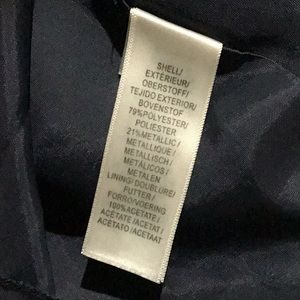 SHELL/
EXTÉRIEUR/
OBERSTOFF/
TEJIDO EXTERIOR/
BOVENSTOF
79%POLYESTER/
POLIESTER
21%METALLIC/
METALLIQUE/
METALLISCH/
METÁLICOS/
METALEN
LINING/DOUBLURE/
FUTTER/
FORRO/VOERING
100%ACETATE/
ACÉTATE/ACETAT/
ACETATO/ACETAAT